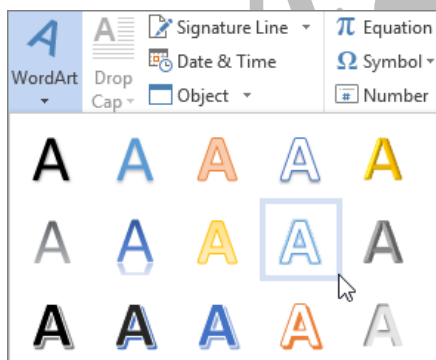 WordArt
Drop
Cap
Signature Line
Date & Time
Object
π Equation
Ω Symbol
# Number
A A A A A
A A A A A
A A A A A